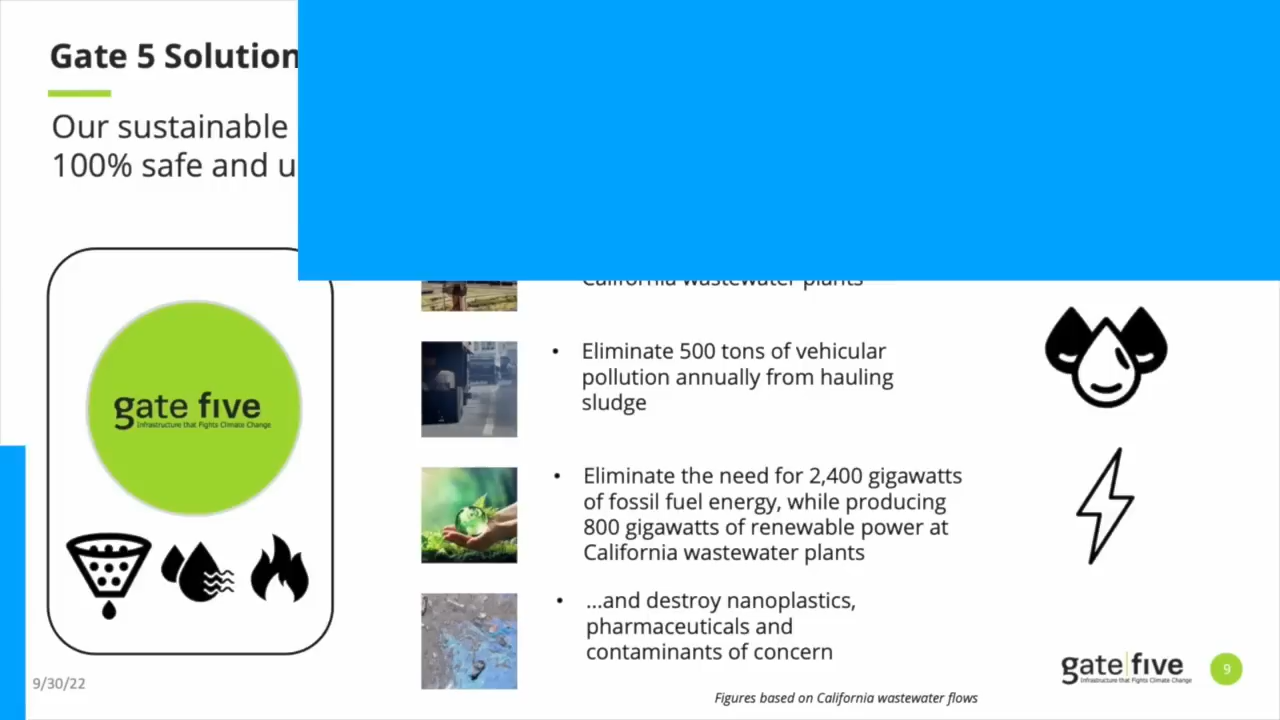 Gate 5 Solution
Our sustainable
100% safe and u
California wastewater plants
• Eliminate 500 tons of vehicular
pollution annually from hauling
sludge
• Eliminate the need for 2,400 gigawatts
of fossil fuel energy, while producing
800 gigawatts of renewable power at
California wastewater plants
• ...and destroy nanoplastics,
pharmaceuticals and
contaminants of concern
gate five
Infrastructure that Fights Climate Change
9/30/22
Figures based on California wastewater flows
gate five
Infrastructure that Fights Climate Change
9